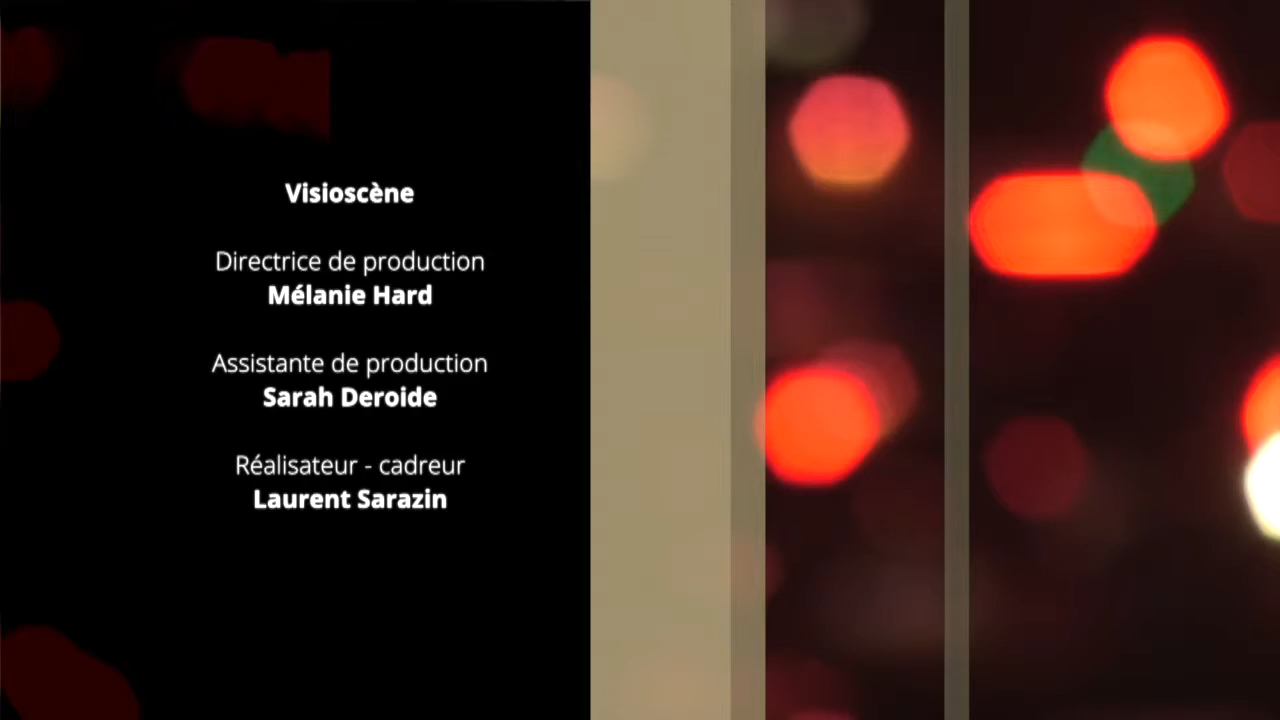 Visioscène
Directrice de production
Mélanie Hard
Assistante de production
Sarah Deroide
Réalisateur - cadreur
Laurent Sarazin